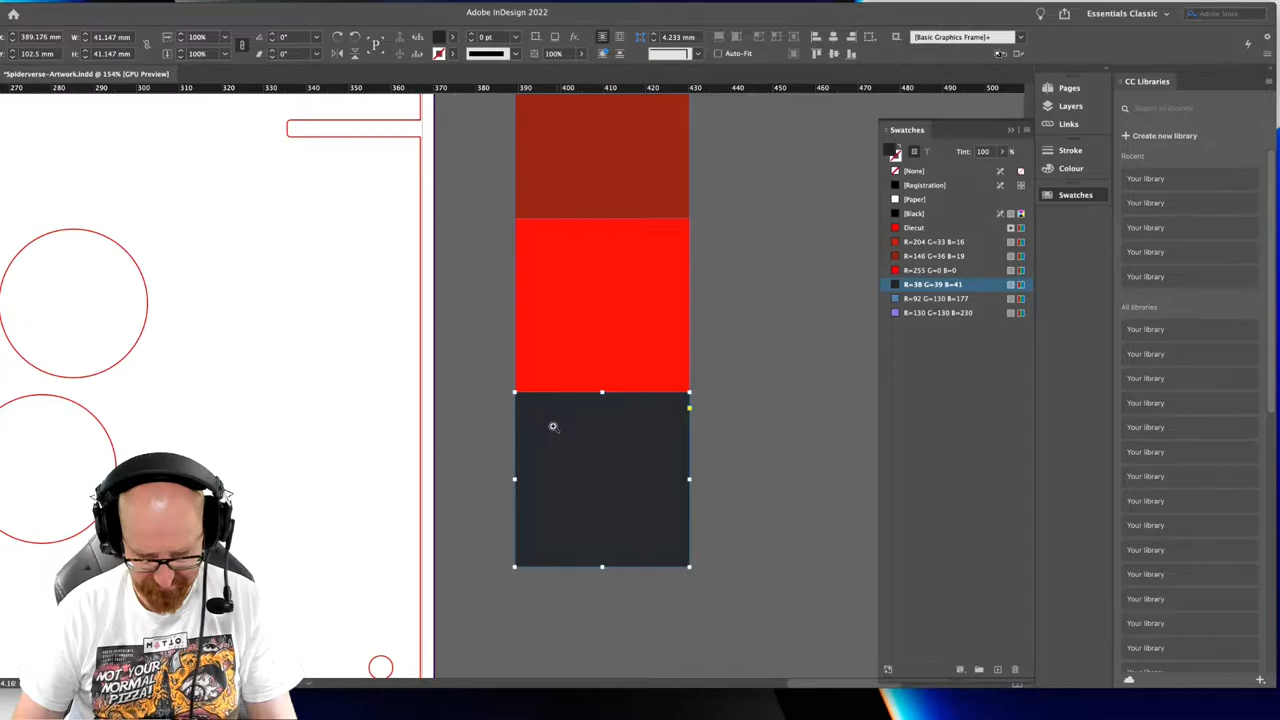 Adobe InDesign 2022
Essentials Classic
Adobe Stock
X: 389.176 mm W: 41.147 mm 100% 0° P 0 pt 4.233 mm [Basic Graphics Frame]+
Y: 102.5 mm H: 41.147 mm 100% 0° 100% Auto-Fit
*Spiderverse-Artwork.indd @ 154% [GPU Preview]
270 280 290 300 310 320 330 340 350 360 370 380 390 400 410 420 430 440 450 460 470 480 490 500
Swatches
Tint: 100 %
[None]
[Registration]
[Paper]
[Black]
Diecut
R=204 G=33 B=16
R=146 G=36 B=19
R=255 G=0 B=0
R=38 G=39 B=41
R=92 G=130 B=177
R=130 G=130 B=230
Pages
Layers
Links
Stroke
Colour
Swatches
CC Libraries
Search all libraries
Create new library
Recent
Your library
Your library
Your library
Your library
Your library
All libraries
Your library
Your library
Your library
Your library
Your library
Your library
Your library
Your library
Your library
Your library
Your library
Your library
Your library
Your library
NOT YOUR
NORMAL
PIZZA!